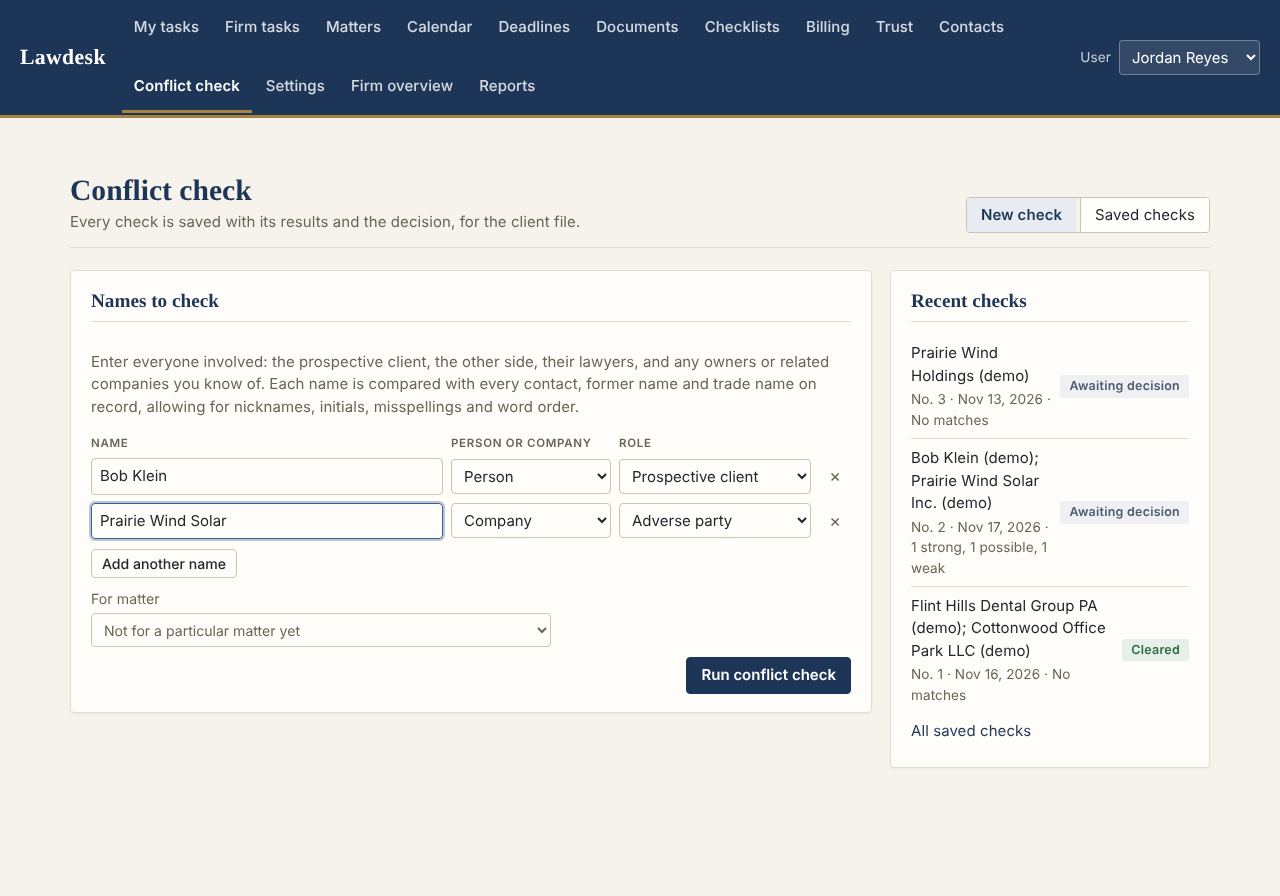 Lawdesk
My tasks Firm tasks Matters Calendar Deadlines Documents Checklists Billing Trust Contacts
Conflict check Settings Firm overview Reports
User Jordan Reyes
Conflict check
Every check is saved with its results and the decision, for the client file.
New check Saved checks
Names to check
Enter everyone involved: the prospective client, the other side, their lawyers, and any owners or related
companies you know of. Each name is compared with every contact, former name and trade name on
record, allowing for nicknames, initials, misspellings and word order.
NAME PERSON OR COMPANY ROLE
Bob Klein Person Prospective client ×
Prairie Wind Solar Company Adverse party ×
Add another name
For matter
Not for a particular matter yet
Run conflict check
Recent checks
Prairie Wind
Holdings (demo)
No. 3 · Nov 13, 2026 ·
No matches
Awaiting decision
Bob Klein (demo);
Prairie Wind Solar
Inc. (demo)
No. 2 · Nov 17, 2026 ·
1 strong, 1 possible, 1
weak
Awaiting decision
Flint Hills Dental Group PA
(demo); Cottonwood Office
Park LLC (demo)
No. 1 · Nov 16, 2026 · No
matches
Cleared
All saved checks